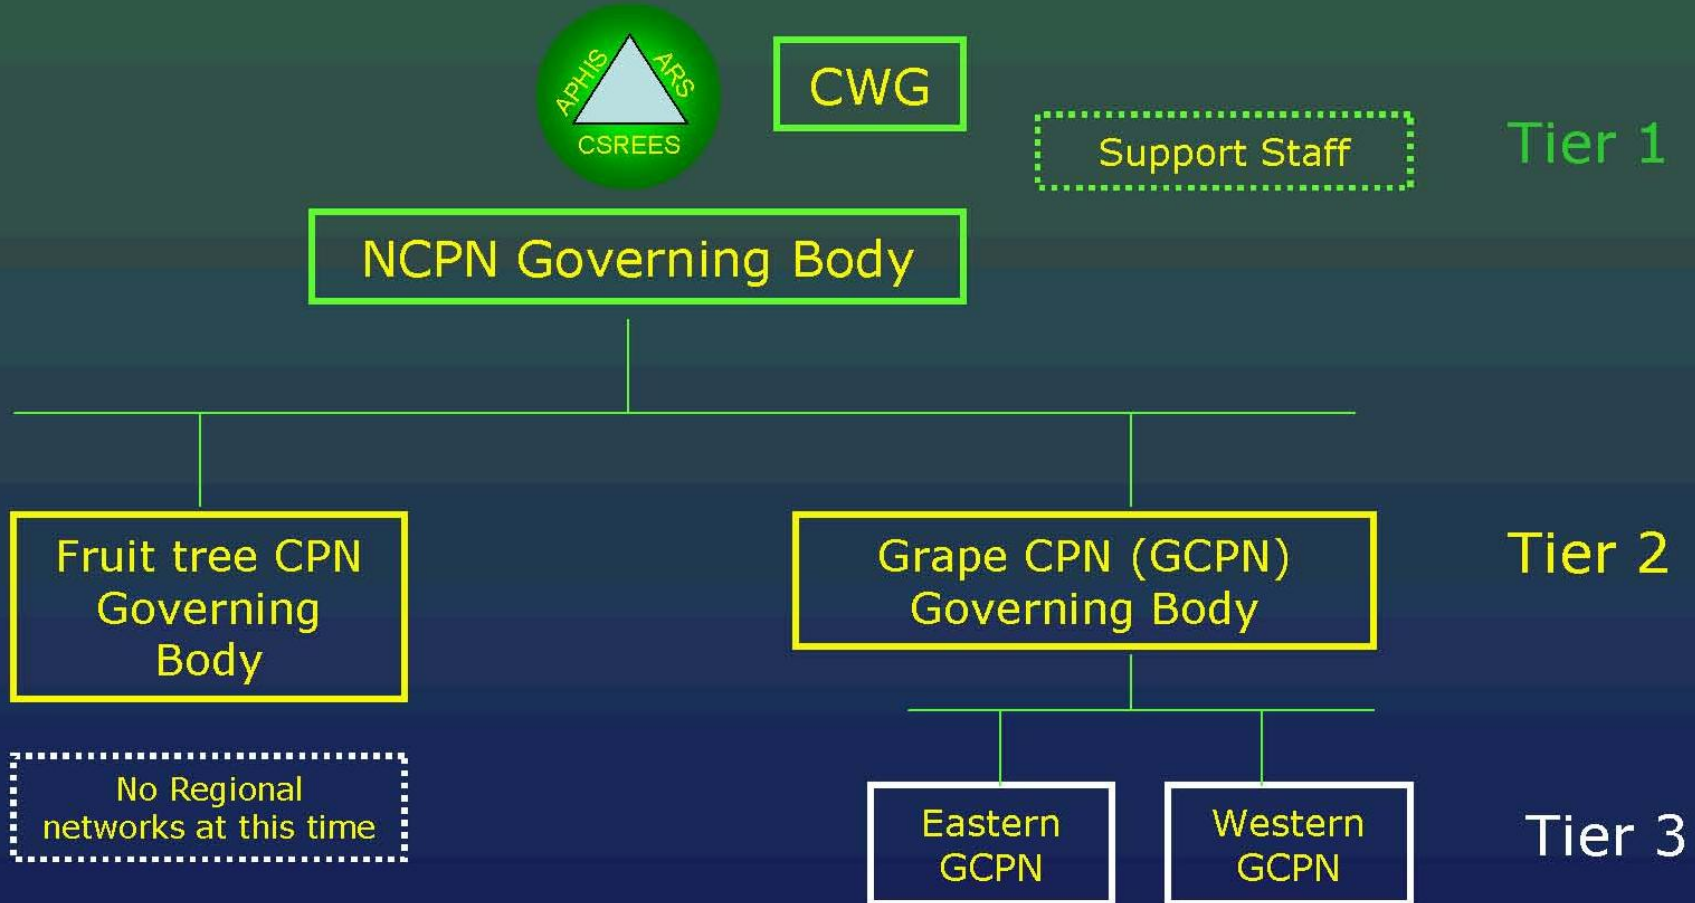 APHIS
ARS
CSREES
CWG
Support Staff
Tier 1
NCPN Governing Body
Fruit tree CPN
Governing
Body
Grape CPN (GCPN)
Governing Body
Tier 2
No Regional
networks at this time
Eastern
GCPN
Western
GCPN
Tier 3